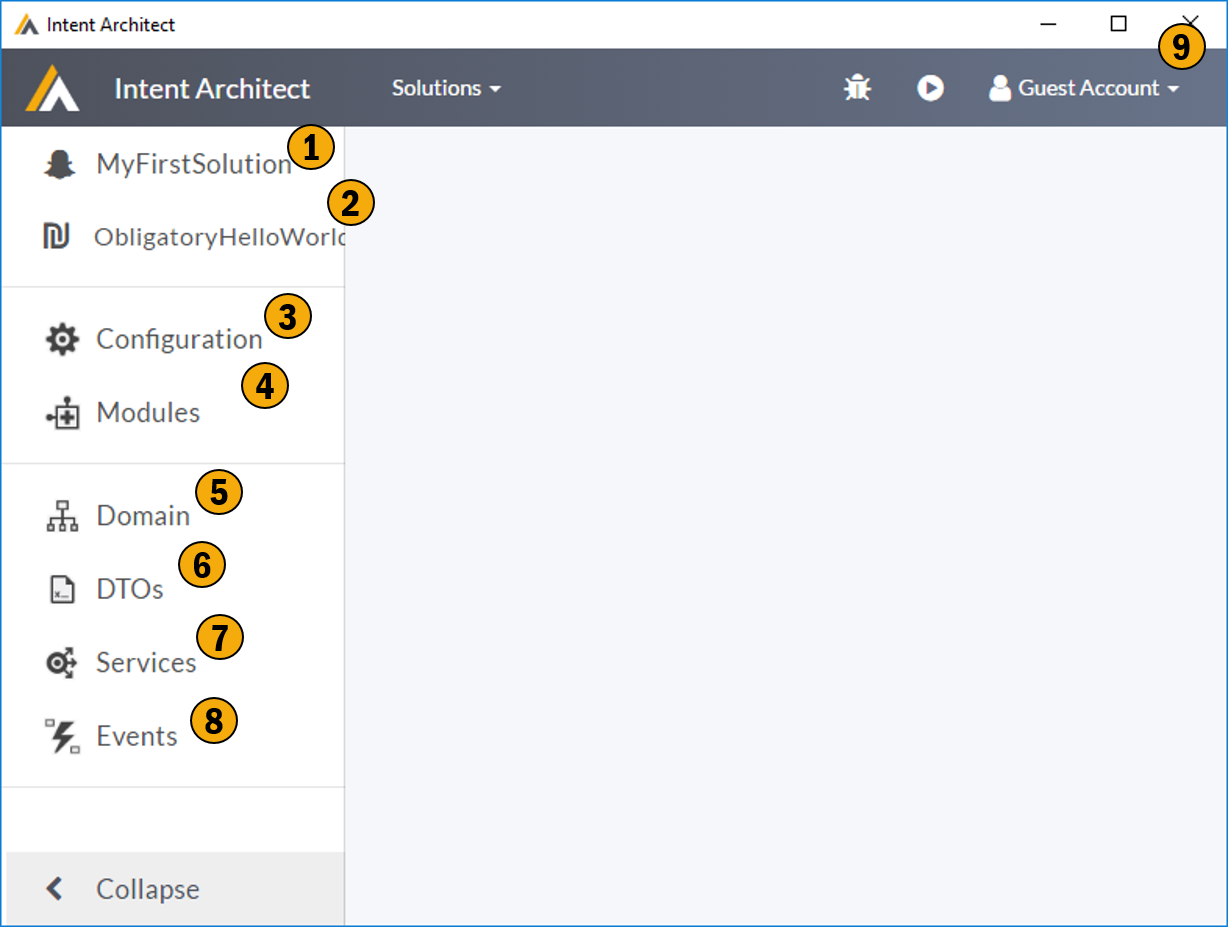 Intent Architect
9
Intent Architect Solutions Guest Account
MyFirstSolution 1
2
ObligatoryHelloWorld
Configuration 3
Modules 4
Domain 5
DTOs 6
Services 7
Events 8
Collapse